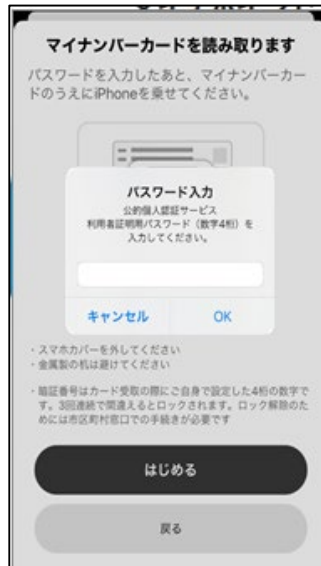 マイナンバーカードを読み取ります
パスワードを入力したあと、マイナンバーカー
ドのうえにiPhoneを乗せてください。
パスワード入力
公的個人認証サービス
利用者証明用パスワード（数字4桁）を
入力してください。
キャンセル
OK
・スマホカバーを外してください
・金属製の机は避けてください
・暗証番号はカード受取の際にご自身で設定した4桁の数字で
す。3回連続で間違えるとロックされます。ロック解除のた
めには市区町村窓口での手続きが必要です
はじめる
戻る